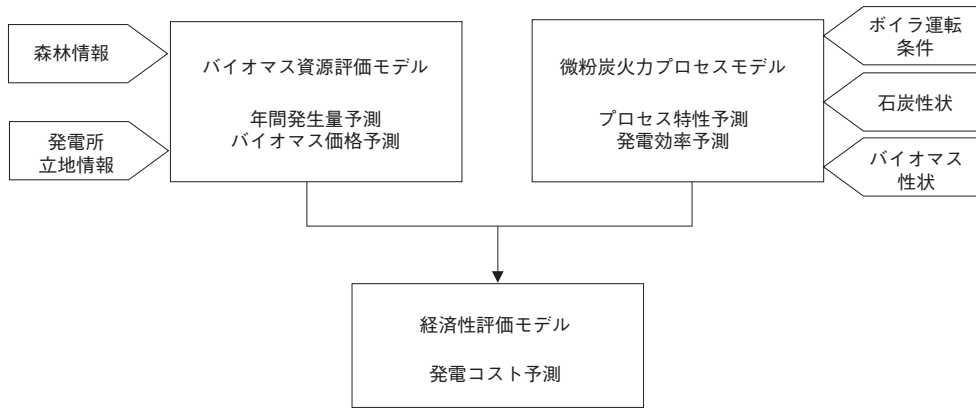 森林情報
発電所
立地情報
バイオマス資源評価モデル
年間発生量予測
バイオマス価格予測
微粉炭火力プロセスモデル
プロセス特性予測
発電効率予測
ボイラ運転
条件
石炭性状
バイオマス
性状
経済性評価モデル
発電コスト予測